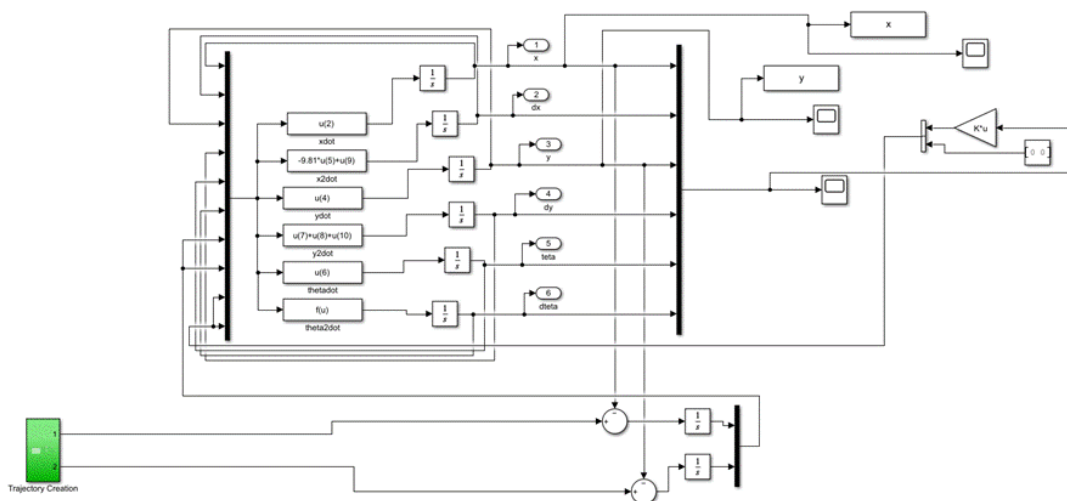 1
x
x
y
u(2)
xdot
1
s
2
dx
K*u
-9.81*u(5)+u(9)
x2dot
1
s
3
y
0 0
u(4)
ydot
1
s
4
dy
u(7)+u(8)+u(10)
y2dot
1
s
5
teta
u(6)
thetadot
1
s
6
dteta
f(u)
theta2dot
1
s
1
2
Trajectory Creation
+
−
1
s
+
−
1
s